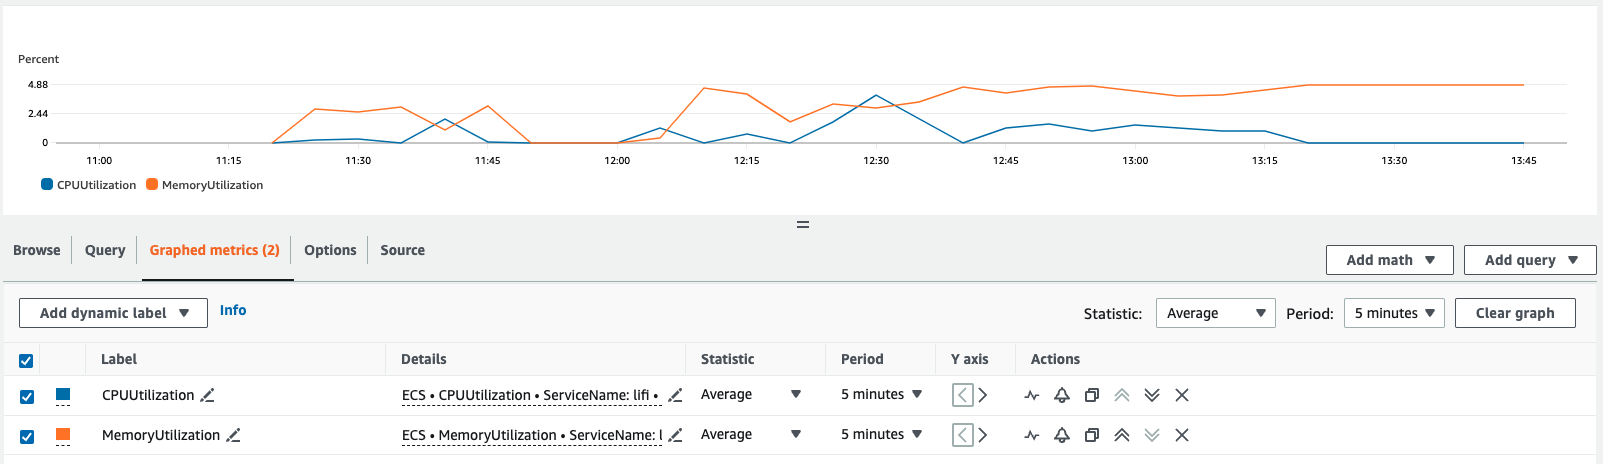 Percent
4.88
2.44
0
11:00 11:15 11:30 11:45 12:00 12:15 12:30 12:45 13:00 13:15 13:30 13:45
CPUUtilization MemoryUtilization
Browse Query Graphed metrics (2) Options Source
Add math Add query
Add dynamic label Info Statistic: Average Period: 5 minutes Clear graph
Label Details Statistic Period Y axis Actions
CPUUtilization ECS • CPUUtilization • ServiceName: lifi • Average 5 minutes
MemoryUtilization ECS • MemoryUtilization • ServiceName: l Average 5 minutes